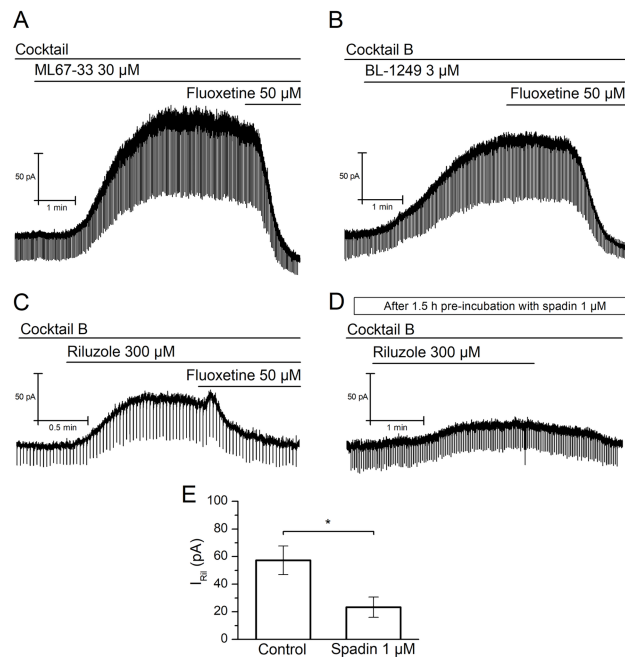 A
Cocktail
ML67-33 30 µM
Fluoxetine 50 µM
50 pA
1 min
B
Cocktail B
BL-1249 3 µM
Fluoxetine 50 µM
50 pA
1 min
C
Cocktail B
Riluzole 300 µM
Fluoxetine 50 µM
50 pA
0.5 min
D
After 1.5 h pre-incubation with spadin 1 µM
Cocktail B
Riluzole 300 µM
50 pA
1 min
E
100
80
60
40
20
0
I_Ril (pA)
*
Control
Spadin 1 µM